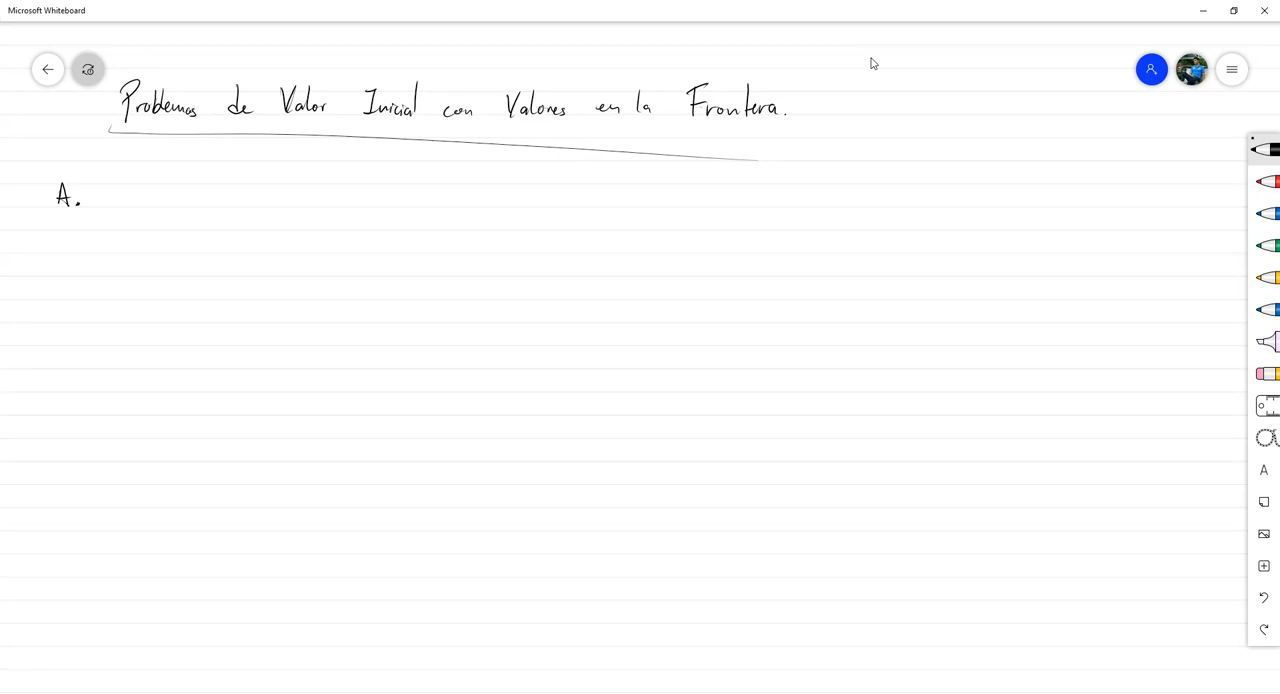 Microsoft Whiteboard
Problemas de Valor Inicial con Valores en la Frontera.
A.
A